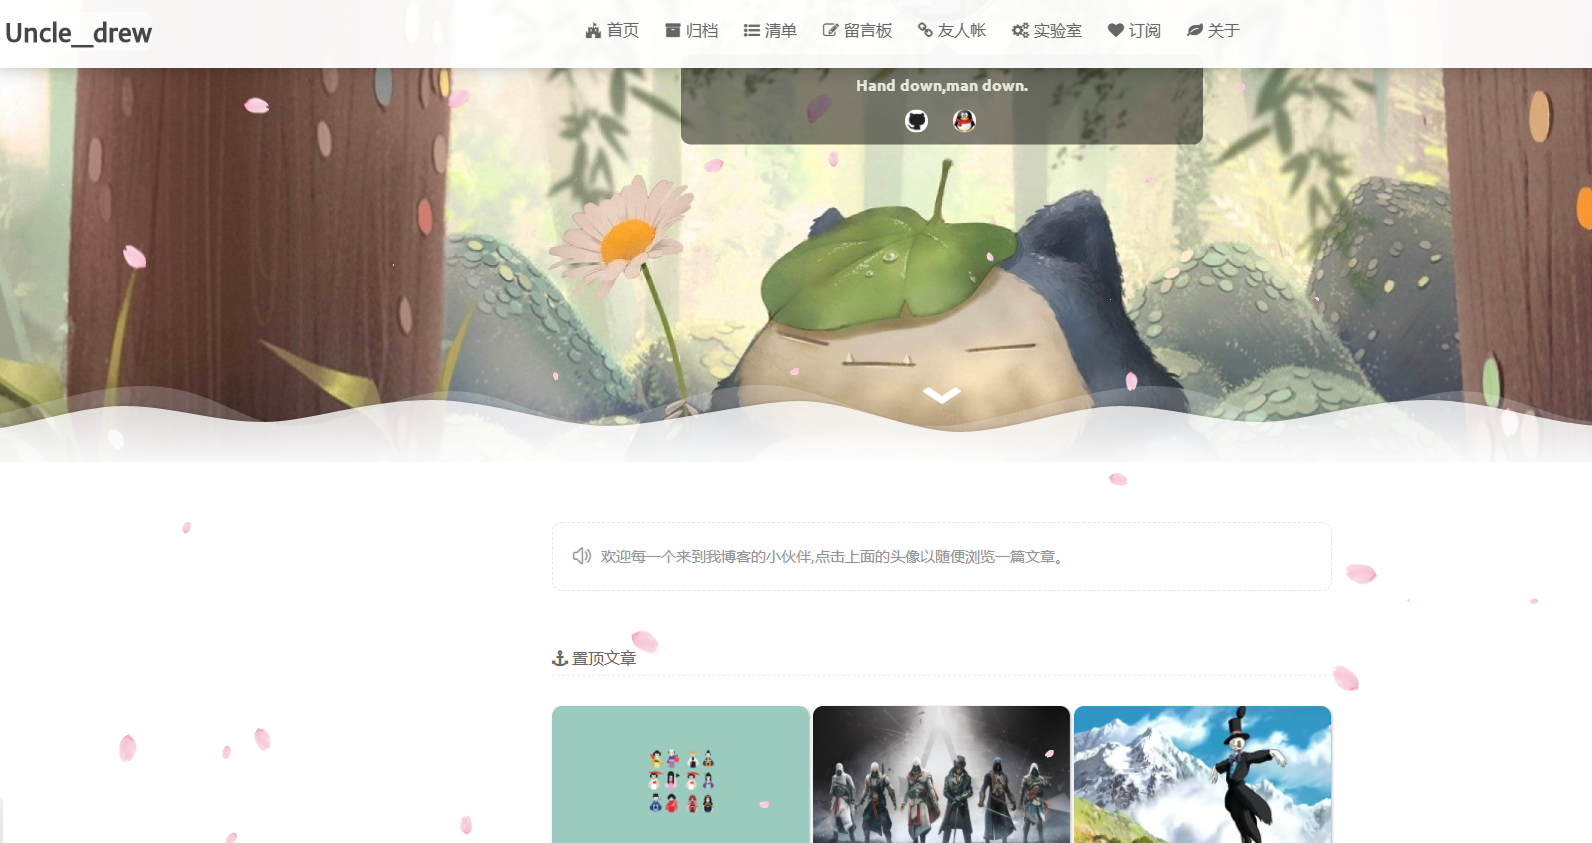 Uncle__drew
首页 归档 清单 留言板 友人帐 实验室 订阅 关于
Hand down,man down.
欢迎每一个来到我博客的小伙伴,点击上面的头像以随便浏览一篇文章。
置顶文章